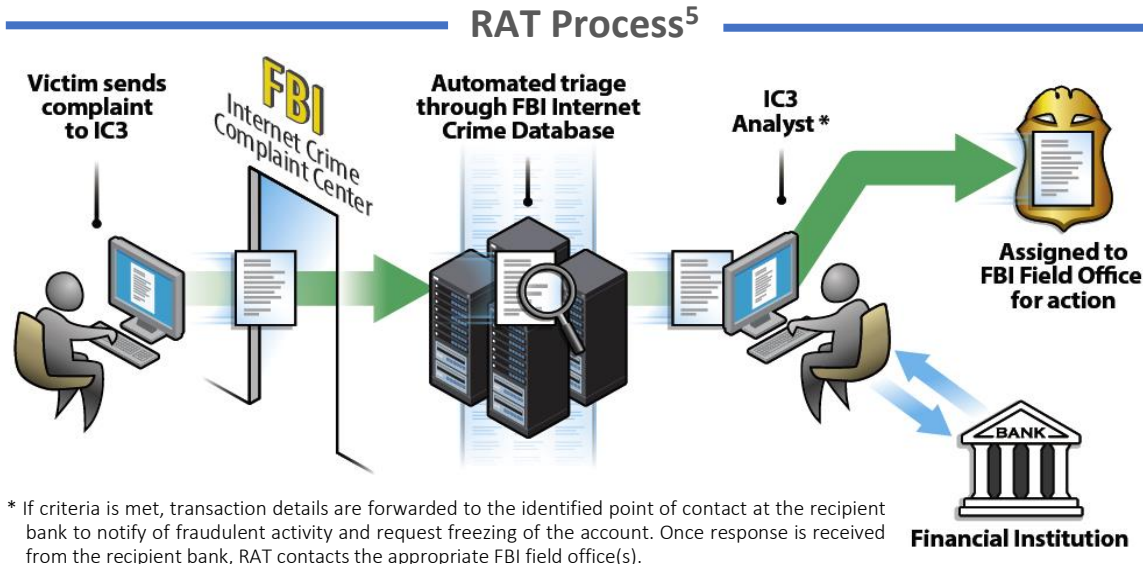 RAT Process5
Victim sends
complaint
to IC3
FBI
Internet Crime
Complaint Center
Automated triage
through FBI Internet
Crime Database
IC3
Analyst *
Assigned to
FBI Field Office
for action
BANK
Financial Institution
* If criteria is met, transaction details are forwarded to the identified point of contact at the recipient
bank to notify of fraudulent activity and request freezing of the account. Once response is received
from the recipient bank, RAT contacts the appropriate FBI field office(s).